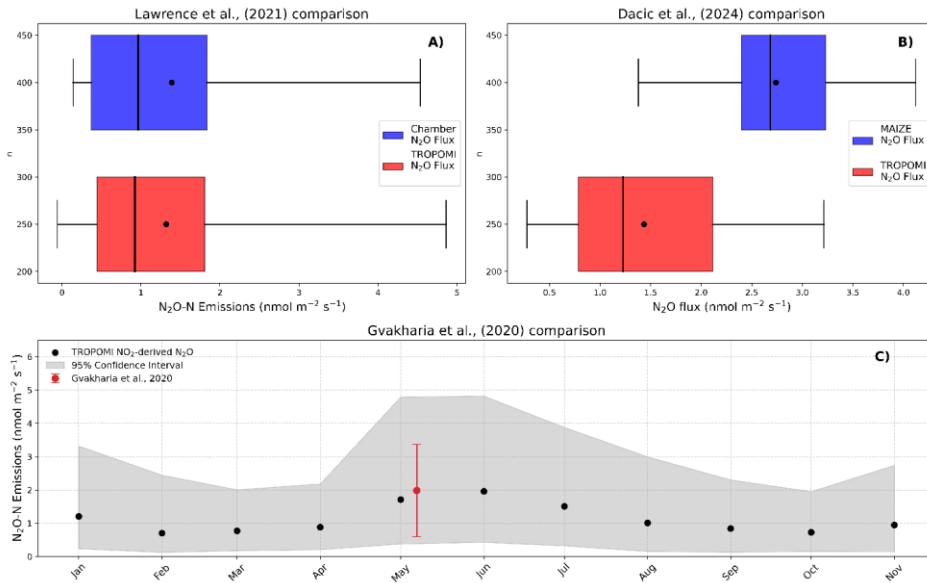 Lawrence et al., (2021) comparison
A)
450
400
350
300
250
200
n
Chamber
N₂O Flux
TROPOMI
N₂O Flux
0 1 2 3 4 5
N₂O-N Emissions (nmol m⁻² s⁻¹)
Dacic et al., (2024) comparison
B)
450
400
350
300
250
200
n
MAIZE
N₂O Flux
TROPOMI
N₂O Flux
0.5 1.0 1.5 2.0 2.5 3.0 3.5 4.0
N₂O flux (nmol m⁻² s⁻¹)
Gvakharia et al., (2020) comparison
C)
TROPOMI NO₂-derived N₂O
95% Confidence Interval
Gvakharia et al., 2020
N₂O-N Emissions (nmol m⁻² s⁻¹)
6
5
4
3
2
1
0
Jan Feb Mar Apr May Jun Jul Aug Sep Oct Nov